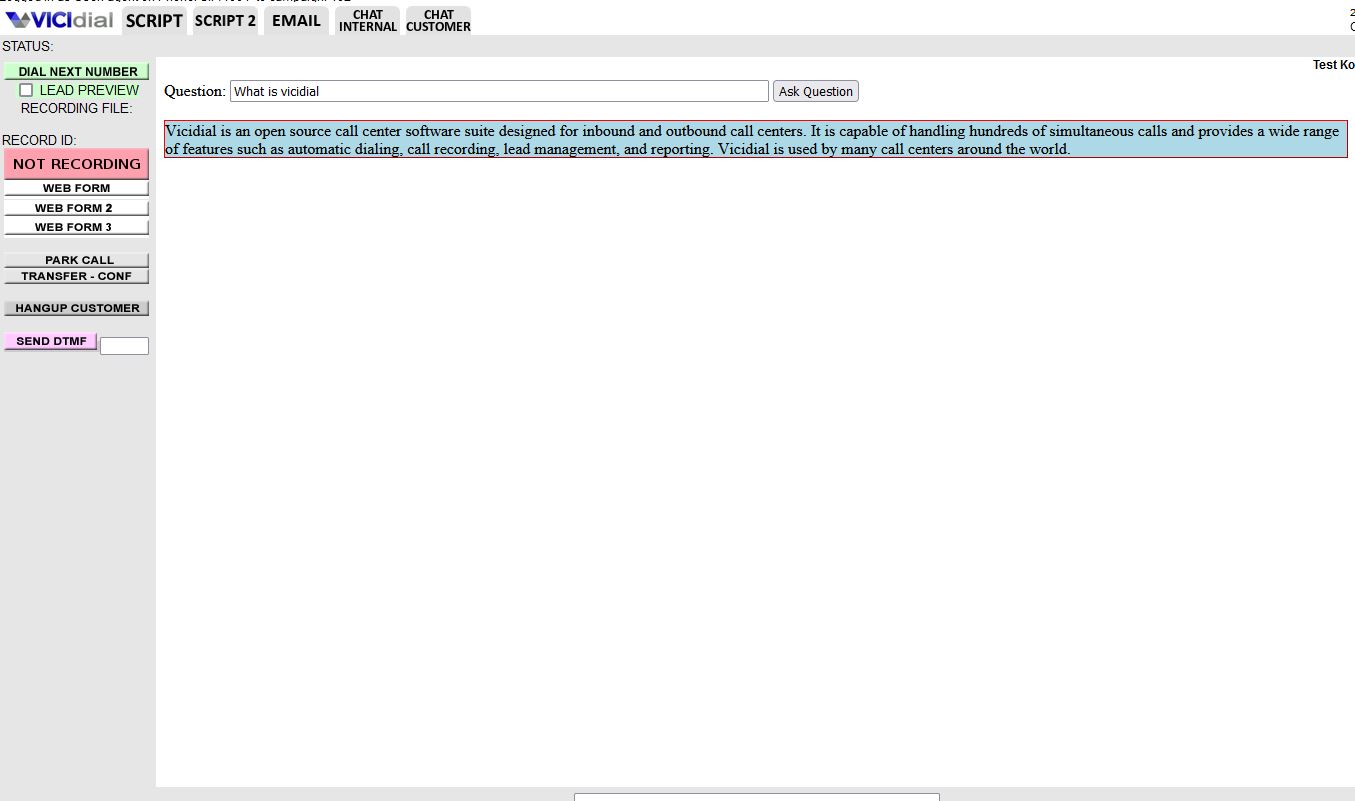 VICIdial SCRIPT SCRIPT 2 EMAIL CHAT INTERNAL CHAT CUSTOMER
STATUS:
DIAL NEXT NUMBER
LEAD PREVIEW
RECORDING FILE:
RECORD ID:
NOT RECORDING
WEB FORM
WEB FORM 2
WEB FORM 3
PARK CALL
TRANSFER - CONF
HANGUP CUSTOMER
SEND DTMF
Test Ko
Question: What is vicidial Ask Question
Vicidial is an open source call center software suite designed for inbound and outbound call centers. It is capable of handling hundreds of simultaneous calls and provides a wide range
of features such as automatic dialing, call recording, lead management, and reporting. Vicidial is used by many call centers around the world.